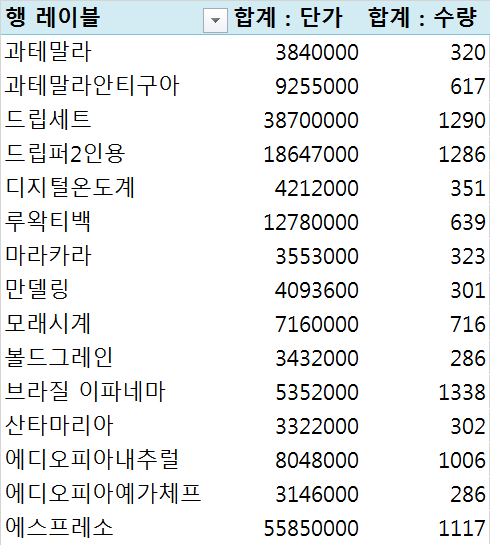 행 레이블 합계 : 단가 합계 : 수량
과테말라 3840000 320
과테말라안티구아 9255000 617
드립세트 38700000 1290
드립퍼2인용 18647000 1286
디지털온도계 4212000 351
루왁티백 12780000 639
마라카라 3553000 323
만델링 4093600 301
모래시계 7160000 716
볼드그레인 3432000 286
브라질 이파네마 5352000 1338
산타마리아 3322000 302
에디오피아내추럴 8048000 1006
에디오피아예가체프 3146000 286
에스프레소 55850000 1117